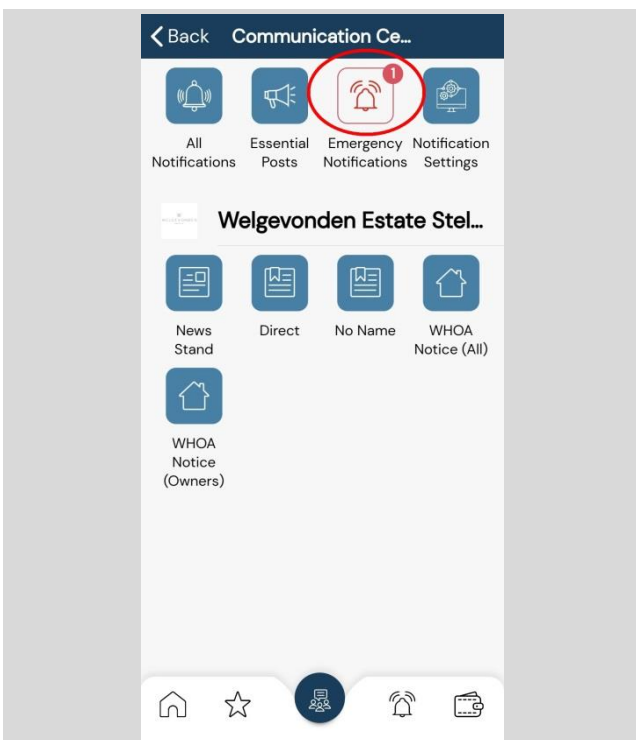 Back Communication Ce...
1
All Notifications
Essential Posts
Emergency Notifications
Notification Settings
Welgevonden Estate Stel...
News Stand
Direct
No Name
WHOA Notice (All)
WHOA Notice (Owners)